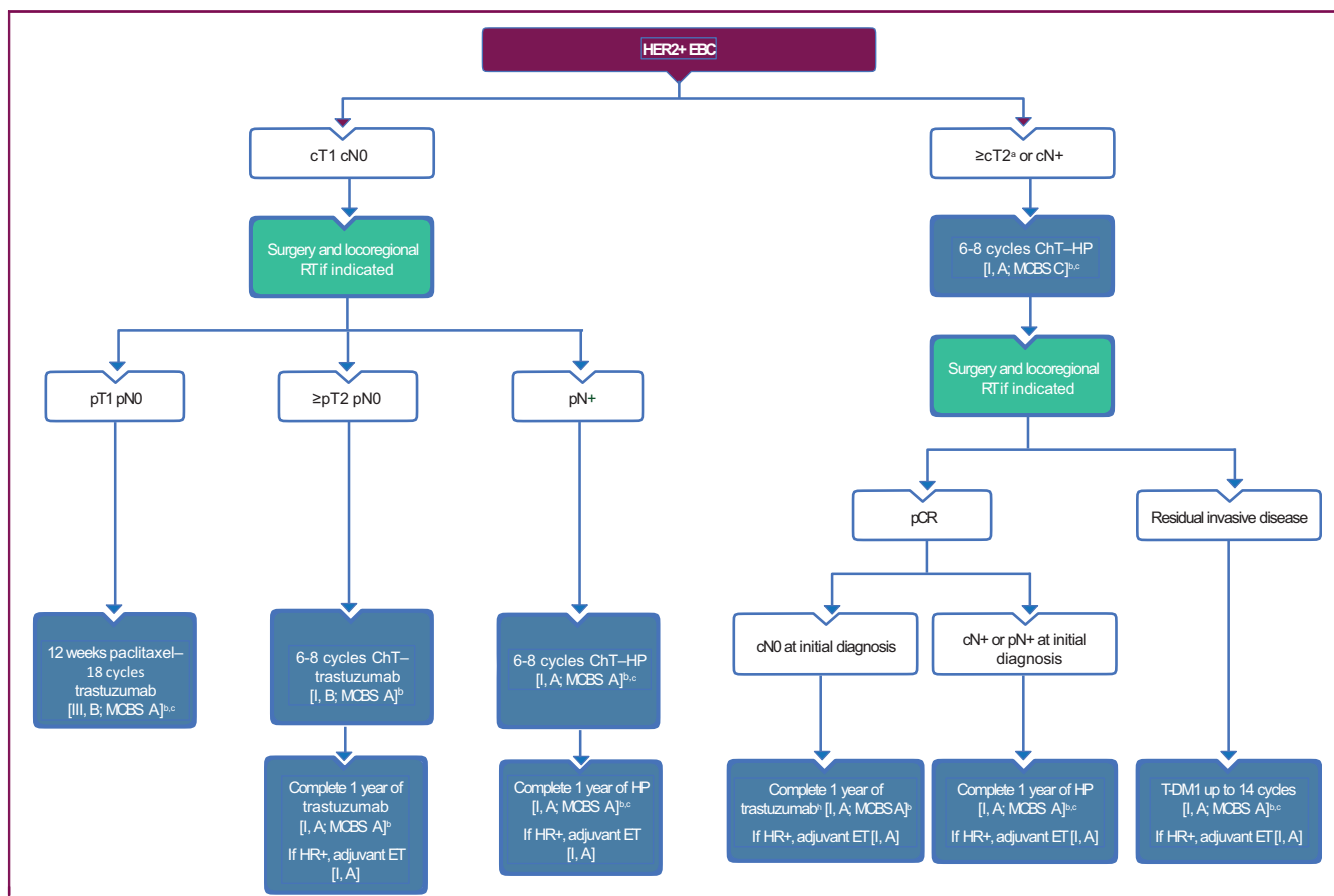 HER2+ EBC
cT1 cN0
≥cT2ᵃ or cN+
Surgery and locoregional
RT if indicated
6-8 cycles ChT–HP
[I, A; MCBS C]ᵇ,ᶜ
Surgery and locoregional
RT if indicated
pT1 pN0
≥pT2 pN0
pN+
pCR
Residual invasive disease
12 weeks paclitaxel–
18 cycles
trastuzumab
[III, B; MCBS A]ᵇ,ᶜ
6-8 cycles ChT–
trastuzumab
[I, B; MCBS A]ᵇ
6-8 cycles ChT–HP
[I, A; MCBS A]ᵇ,ᶜ
cN0 at initial diagnosis
cN+ or pN+ at initial
diagnosis
Complete 1 year of
trastuzumab
[I, A; MCBS A]ᵇ
If HR+, adjuvant ET
[I, A]
Complete 1 year of HP
[I, A; MCBS A]ᵇ,ᶜ
If HR+, adjuvant ET
[I, A]
Complete 1 year of
trastuzumabʰ [I, A; MCBS A]ᵇ
If HR+, adjuvant ET [I, A]
Complete 1 year of HP
[I, A; MCBS A]ᵇ,ᶜ
If HR+, adjuvant ET [I, A]
T-DM1 up to 14 cycles
[I, A; MCBS A]ᵇ,ᶜ
If HR+, adjuvant ET [I, A]